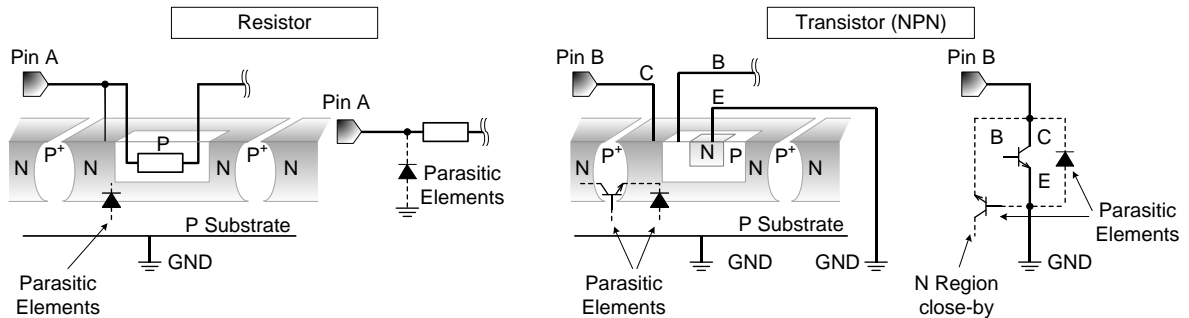 Resistor
Pin A
N
P+
N
P
N
P+
N
P Substrate
GND
Parasitic
Elements
Pin A
Parasitic
Elements
Transistor (NPN)
Pin B
C
B
E
N
P+
N
N
P
N
P+
N
P Substrate
GND
GND
Parasitic
Elements
Pin B
B
C
E
Parasitic
Elements
GND
N Region
close-by